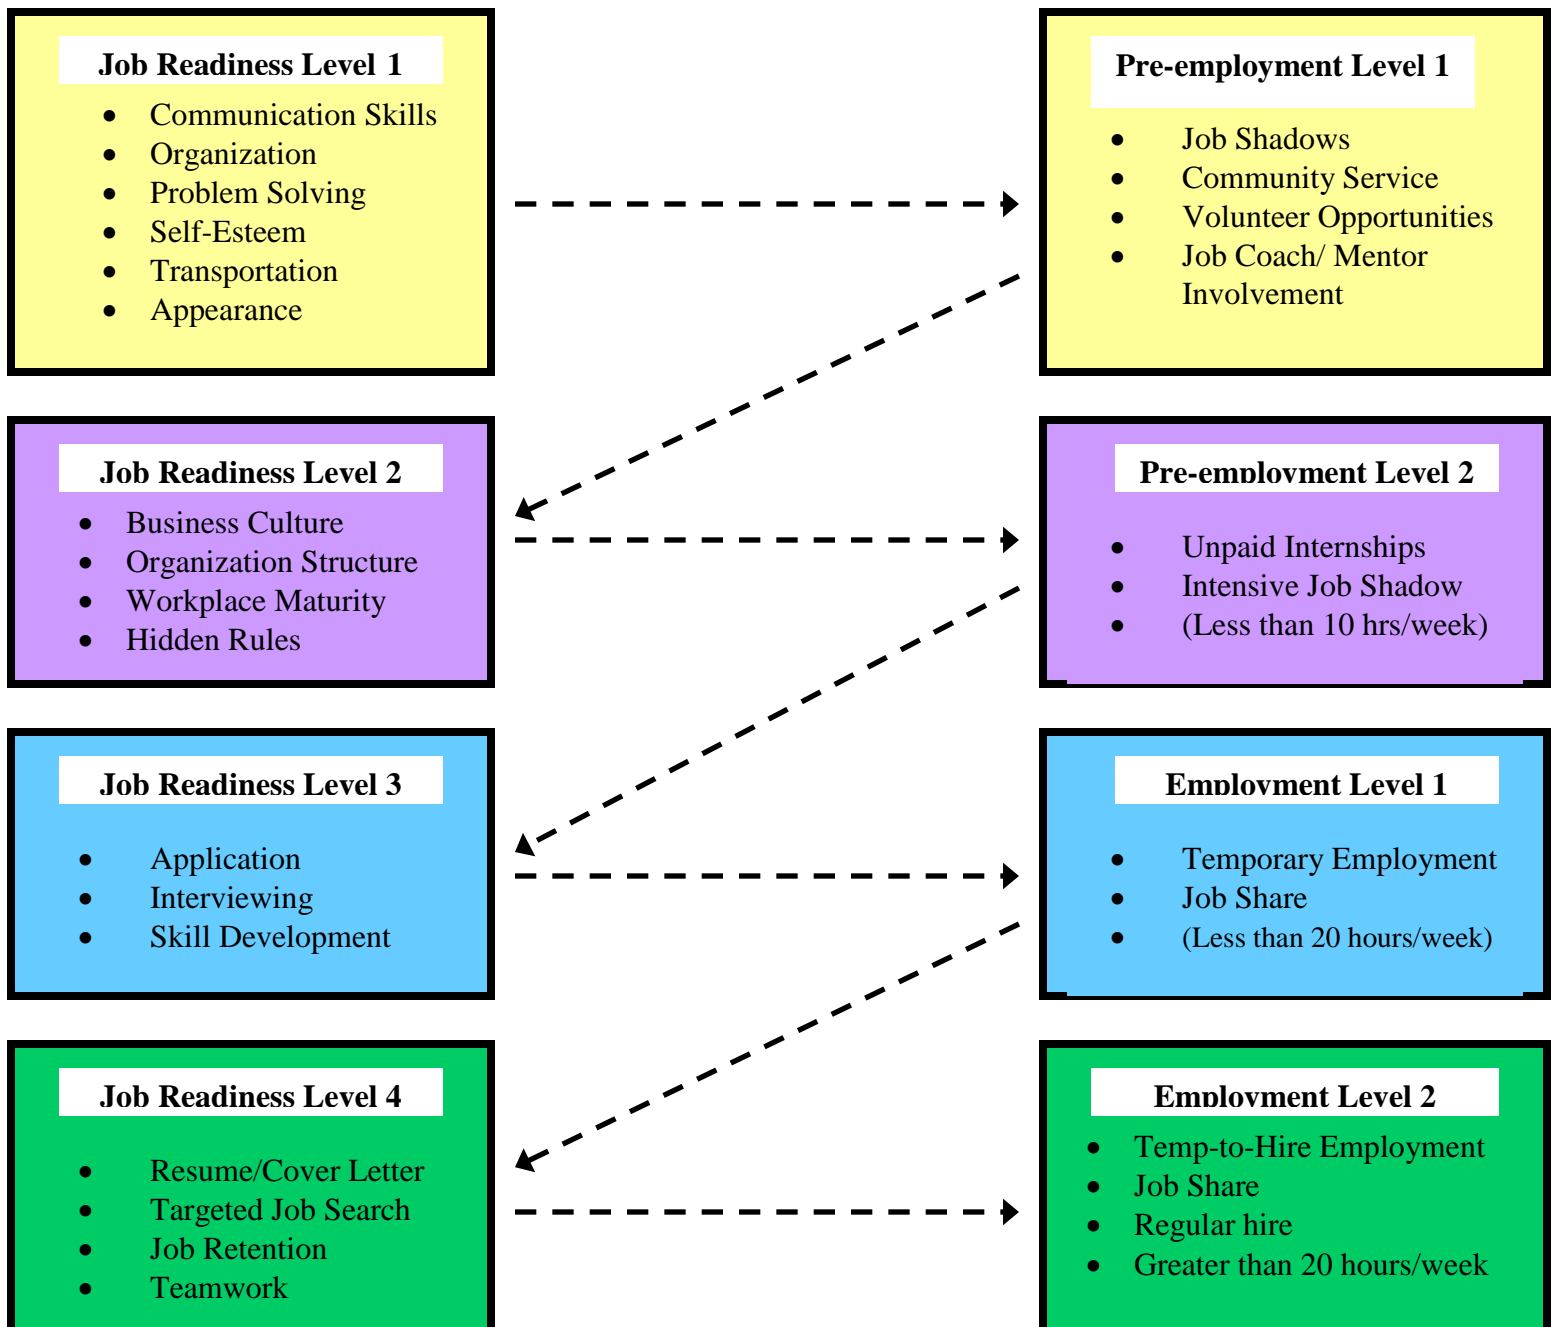 Job Readiness Level 1
• Communication Skills
• Organization
• Problem Solving
• Self-Esteem
• Transportation
• Appearance
Pre-employment Level 1
• Job Shadows
• Community Service
• Volunteer Opportunities
• Job Coach/ Mentor
Involvement
Job Readiness Level 2
• Business Culture
• Organization Structure
• Workplace Maturity
• Hidden Rules
Pre-employment Level 2
• Unpaid Internships
• Intensive Job Shadow
• (Less than 10 hrs/week)
Job Readiness Level 3
• Application
• Interviewing
• Skill Development
Employment Level 1
• Temporary Employment
• Job Share
• (Less than 20 hours/week)
Job Readiness Level 4
• Resume/Cover Letter
• Targeted Job Search
• Job Retention
• Teamwork
Employment Level 2
• Temp-to-Hire Employment
• Job Share
• Regular hire
• Greater than 20 hours/week